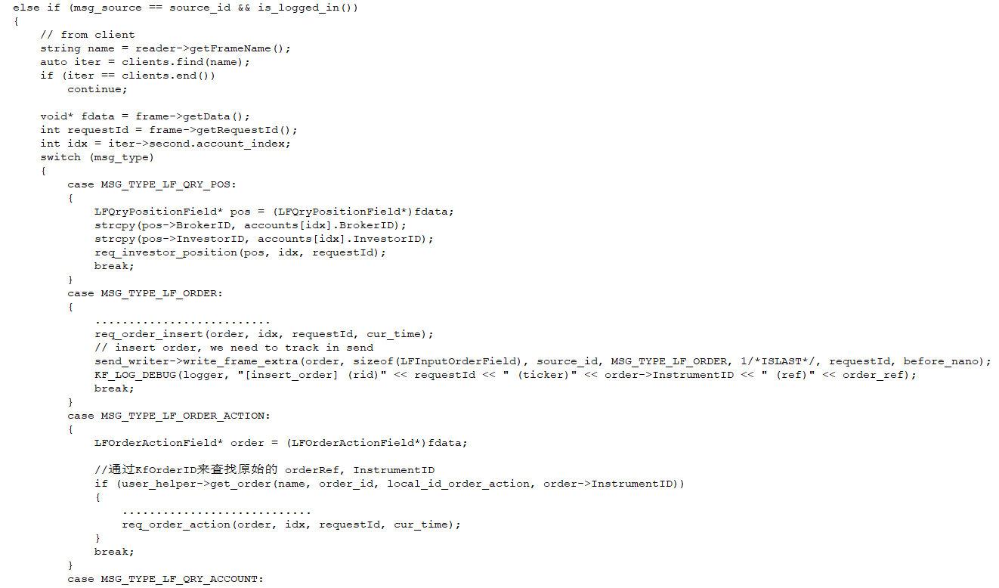 else if (msg_source == source_id && is_logged_in())
{
    // from client
    string name = reader->getFrameName();
    auto iter = clients.find(name);
    if (iter == clients.end())
        continue;

    void* fdata = frame->getData();
    int requestId = frame->getRequestId();
    int idx = iter->second.account_index;
    switch (msg_type)
    {
        case MSG_TYPE_LF_QRY_POS:
        {
            LFQryPositionField* pos = (LFQryPositionField*)fdata;
            strcpy(pos->BrokerID, accounts[idx].BrokerID);
            strcpy(pos->InvestorID, accounts[idx].InvestorID);
            req_investor_position(pos, idx, requestId);
            break;
        }
        case MSG_TYPE_LF_ORDER:
        {
            ..........................
            req_order_insert(order, idx, requestId, cur_time);
            // insert order, we need to track in send
            send_writer->write_frame_extra(order, sizeof(LFInputOrderField), source_id, MSG_TYPE_LF_ORDER, 1/*ISLAST*/, requestId, before_nano);
            KF_LOG_DEBUG(logger, "[insert_order] (rid)" << requestId << " (ticker)" << order->InstrumentID << " (ref)" << order_ref);
            break;
        }
        case MSG_TYPE_LF_ORDER_ACTION:
        {
            LFOrderActionField* order = (LFOrderActionField*)fdata;

            //通过KfOrderID来查找原始的 orderRef, InstrumentID
            if (user_helper->get_order(name, order_id, local_id_order_action, order->InstrumentID))
            {
                ............................
                req_order_action(order, idx, requestId, cur_time);
            }
            break;
        }
        case MSG_TYPE_LF_QRY_ACCOUNT: